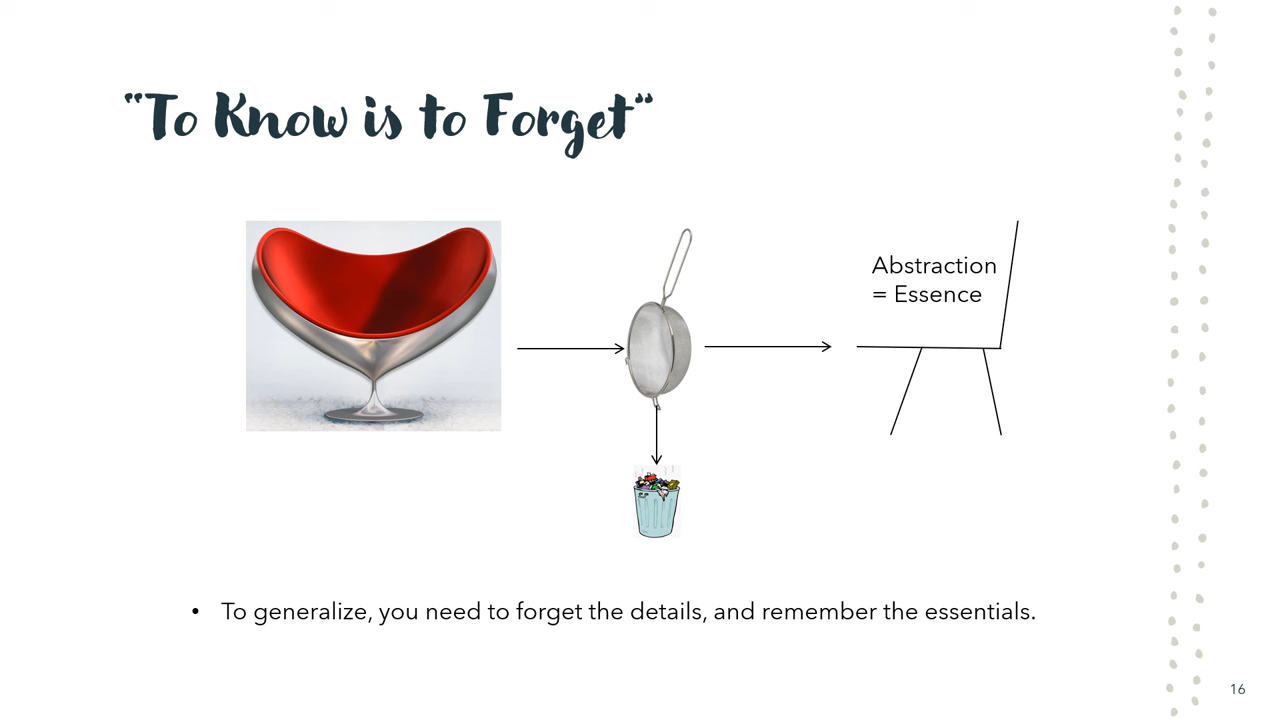 “To Know is to Forget“
Abstraction
= Essence
• To generalize, you need to forget the details, and remember the essentials.
16